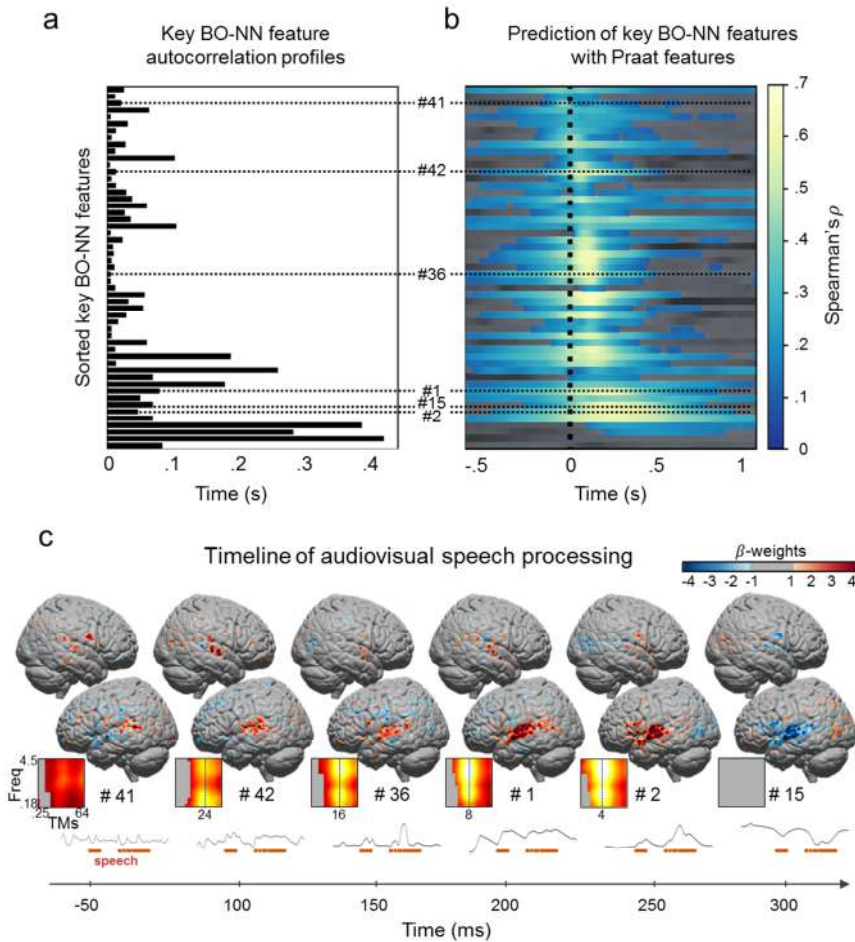 a
Key BO-NN feature
autocorrelation profiles
Sorted key BO-NN features
0 .1 .2 .3 .4
Time (s)
b
Prediction of key BO-NN features
with Praat features
#41
#42
#36
#1
#15
#2
-.5 0 .5 1
Time (s)
.7
.6
.5
.4
.3
.2
.1
0
Spearman's ρ
c
Timeline of audiovisual speech processing
β-weights
-4 -3 -2 -1 1 2 3 4
Freq
4.5
.18
25 64
TMs
# 41
24
# 42
16
# 36
8
# 1
4
# 2
# 15
speech
-50 100 150 200 250 300
Time (ms)